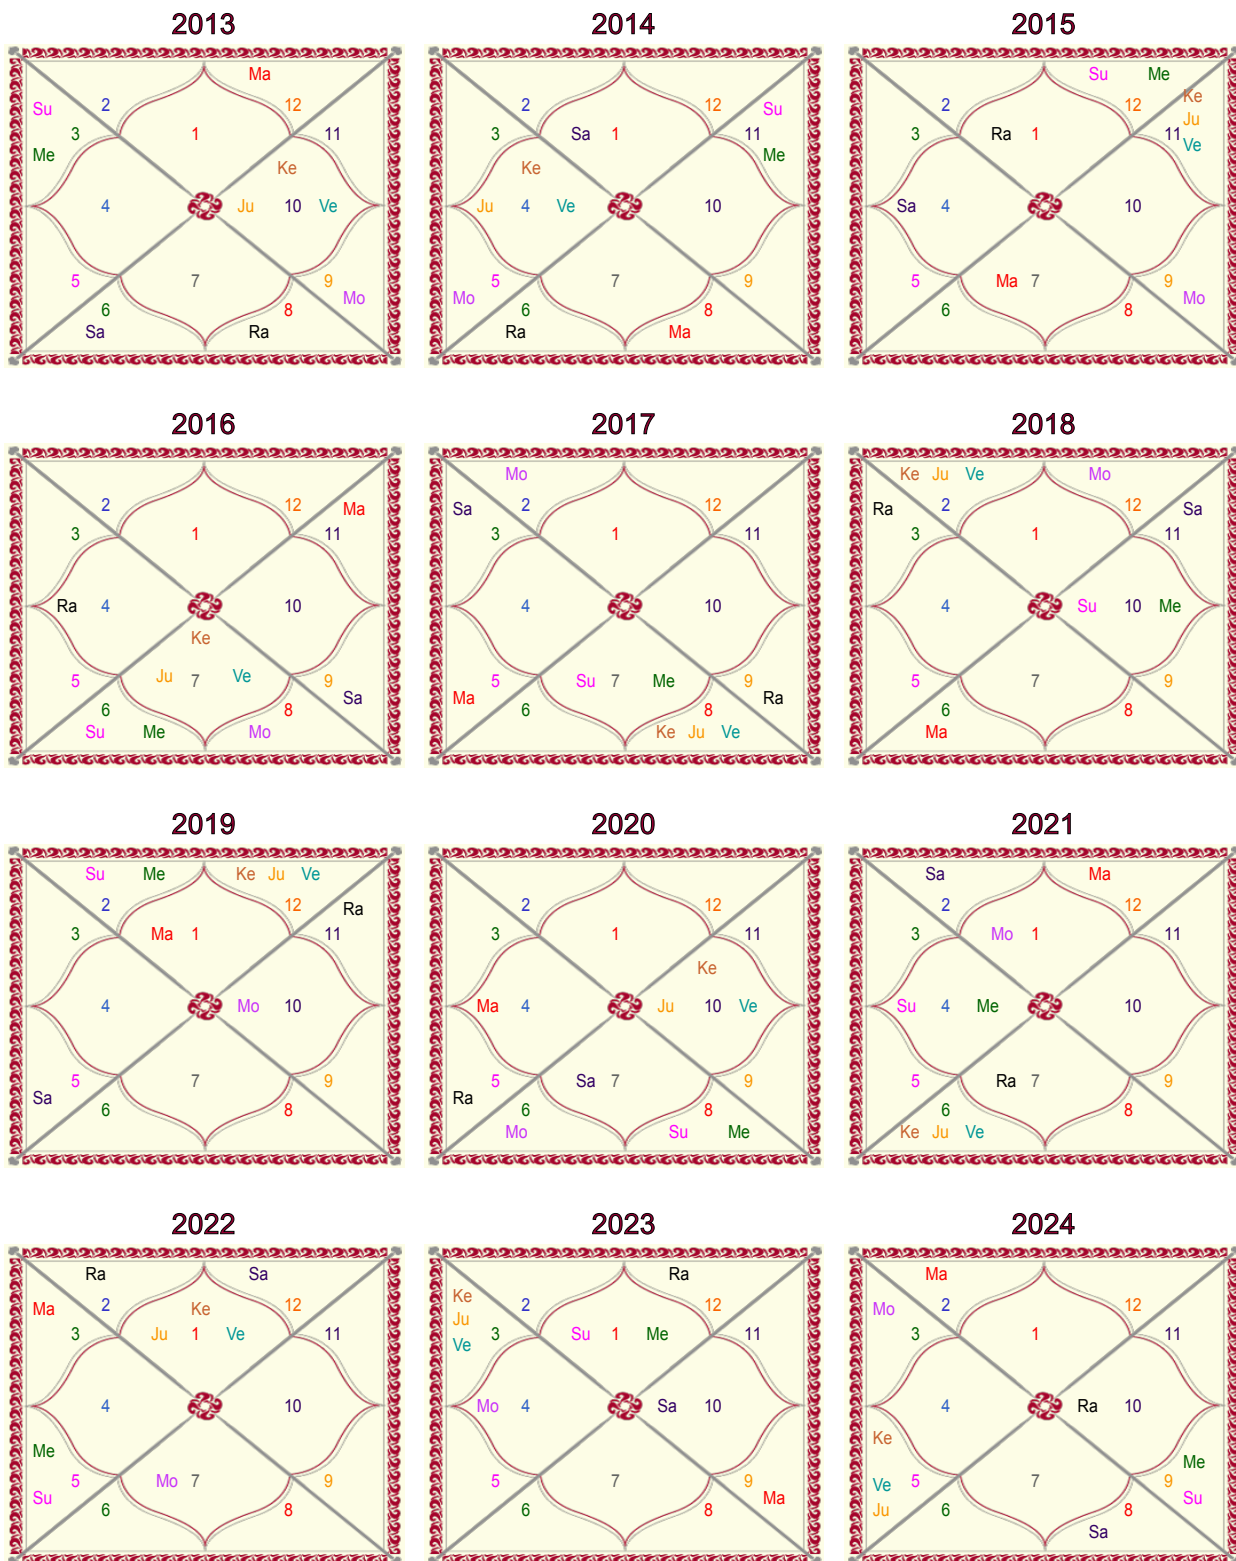 2013 2014 2015
Ma
Su 2 12
3 1 11
Me Ke
4 Ju 10 Ve
5 7 9
6 8 Mo
Sa Ra
2 12 Su
3 Sa 1 11
Ke Me
Ju 4 Ve 10
5 7 9
Mo 6 8
Ra Ma
Su Me
2 12 Ke
Ju
3 Ra 1 11 Ve
Sa 4 10
5 Ma 7 9
6 8 Mo
2016 2017 2018
2 12 Ma
3 1 11
Ra 4 10
Ke
5 Ju 7 Ve 9
6 8 Sa
Su Me Mo
Mo
Sa 2 12
3 1 11
4 10
5 Su 7 Me 9
Ma 6 8 Ra
Ke Ju Ve
Ke Ju Ve Mo
Ra 2 12 Sa
3 1 11
4 Su 10 Me
5 7 9
6 8
Ma
2019 2020 2021
Su Me Ke Ju Ve
2 12 Ra
3 Ma 1 11
4 Mo 10
5 7 9
Sa 6 8
2 12
3 1 11
Ke
Ma 4 Ju 10 Ve
5 Sa 7 9
Ra 6 8
Mo Su Me
Sa Ma
2 12
3 Mo 1 11
Su 4 Me 10
5 Ra 7 9
6 8
Ke Ju Ve
2022 2023 2024
Ra Sa
Ma 2 Ke 12
3 Ju 1 Ve 11
4 10
Me
5 Mo 7 9
Su 6 8
Ra
Ke 2 12
Ju
3 Su 1 Me 11
Ve
Mo 4 Sa 10
5 7 9
6 8 Ma
Ma
Mo 2 12
3 1 11
4 Ra 10
Ke
Me
Ve 5 7 9
Ju 6 8 Su
Sa